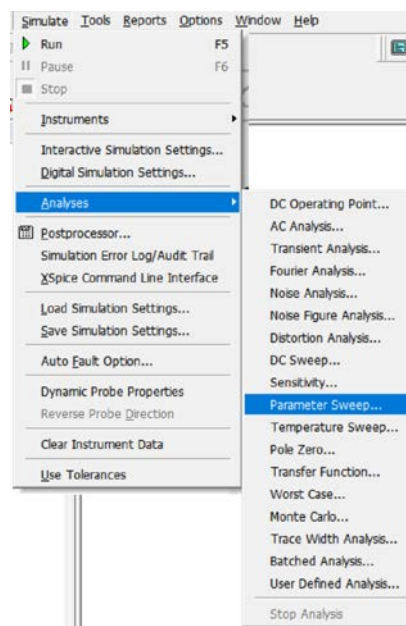 Simulate Tools Reports Options Window Help
Run F5
Pause F6
Stop
Instruments
Interactive Simulation Settings...
Digital Simulation Settings...
Analyses
Postprocessor...
Simulation Error Log/Audit Trail
XSpice Command Line Interface
Load Simulation Settings...
Save Simulation Settings...
Auto Fault Option...
Dynamic Probe Properties
Reverse Probe Direction
Clear Instrument Data
Use Tolerances
DC Operating Point...
AC Analysis...
Transient Analysis...
Fourier Analysis...
Noise Analysis...
Noise Figure Analysis...
Distortion Analysis...
DC Sweep...
Sensitivity...
Parameter Sweep...
Temperature Sweep...
Pole Zero...
Transfer Function...
Worst Case...
Monte Carlo...
Trace Width Analysis...
Batched Analysis...
User Defined Analysis...
Stop Analysis